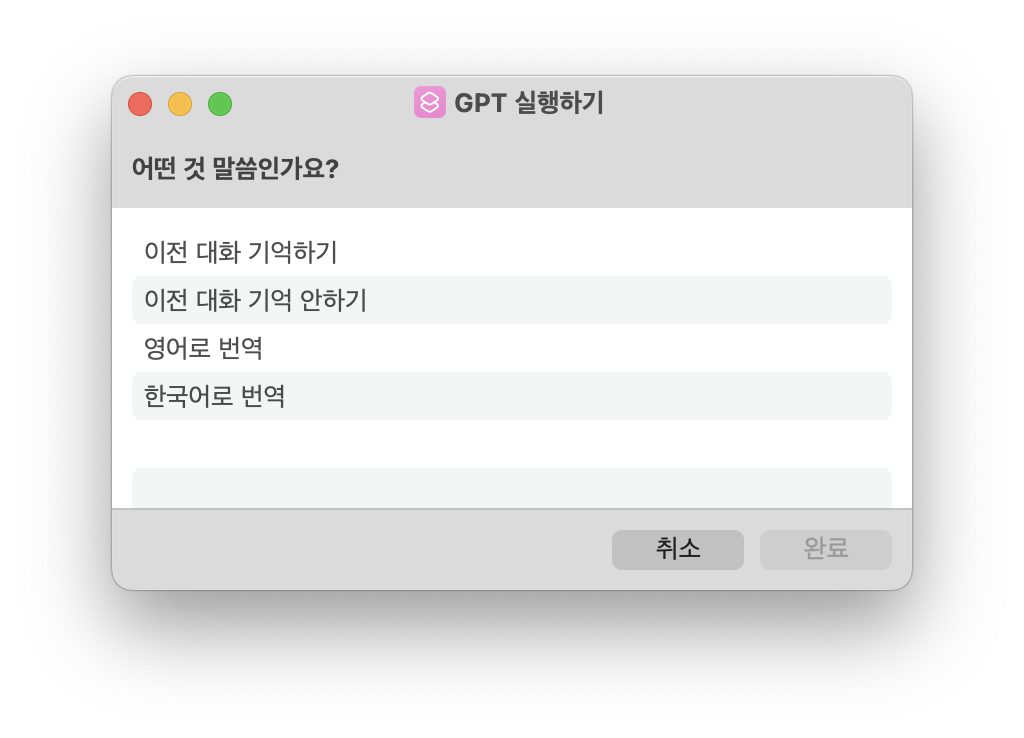 GPT 실행하기
어떤 것 말씀인가요?
이전 대화 기억하기
이전 대화 기억 안하기
영어로 번역
한국어로 번역
취소 완료